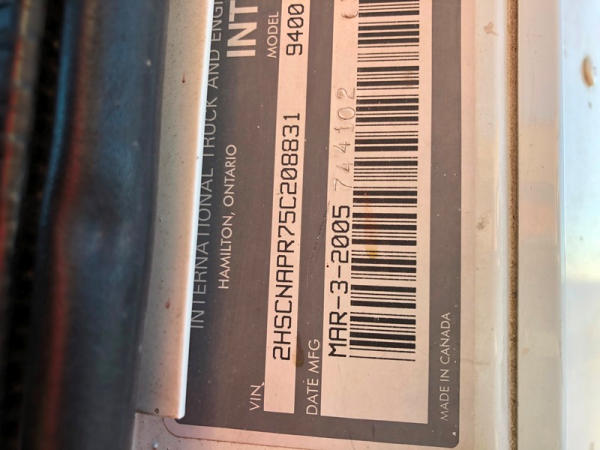 INTERNATIONAL TRUCK AND ENGI
HAMILTON, ONTARIO
INT
MODEL
9400
VIN
2HSCNAPR75C208831
DATE MFG
MAR-3-2005
744102
MADE IN CANADA